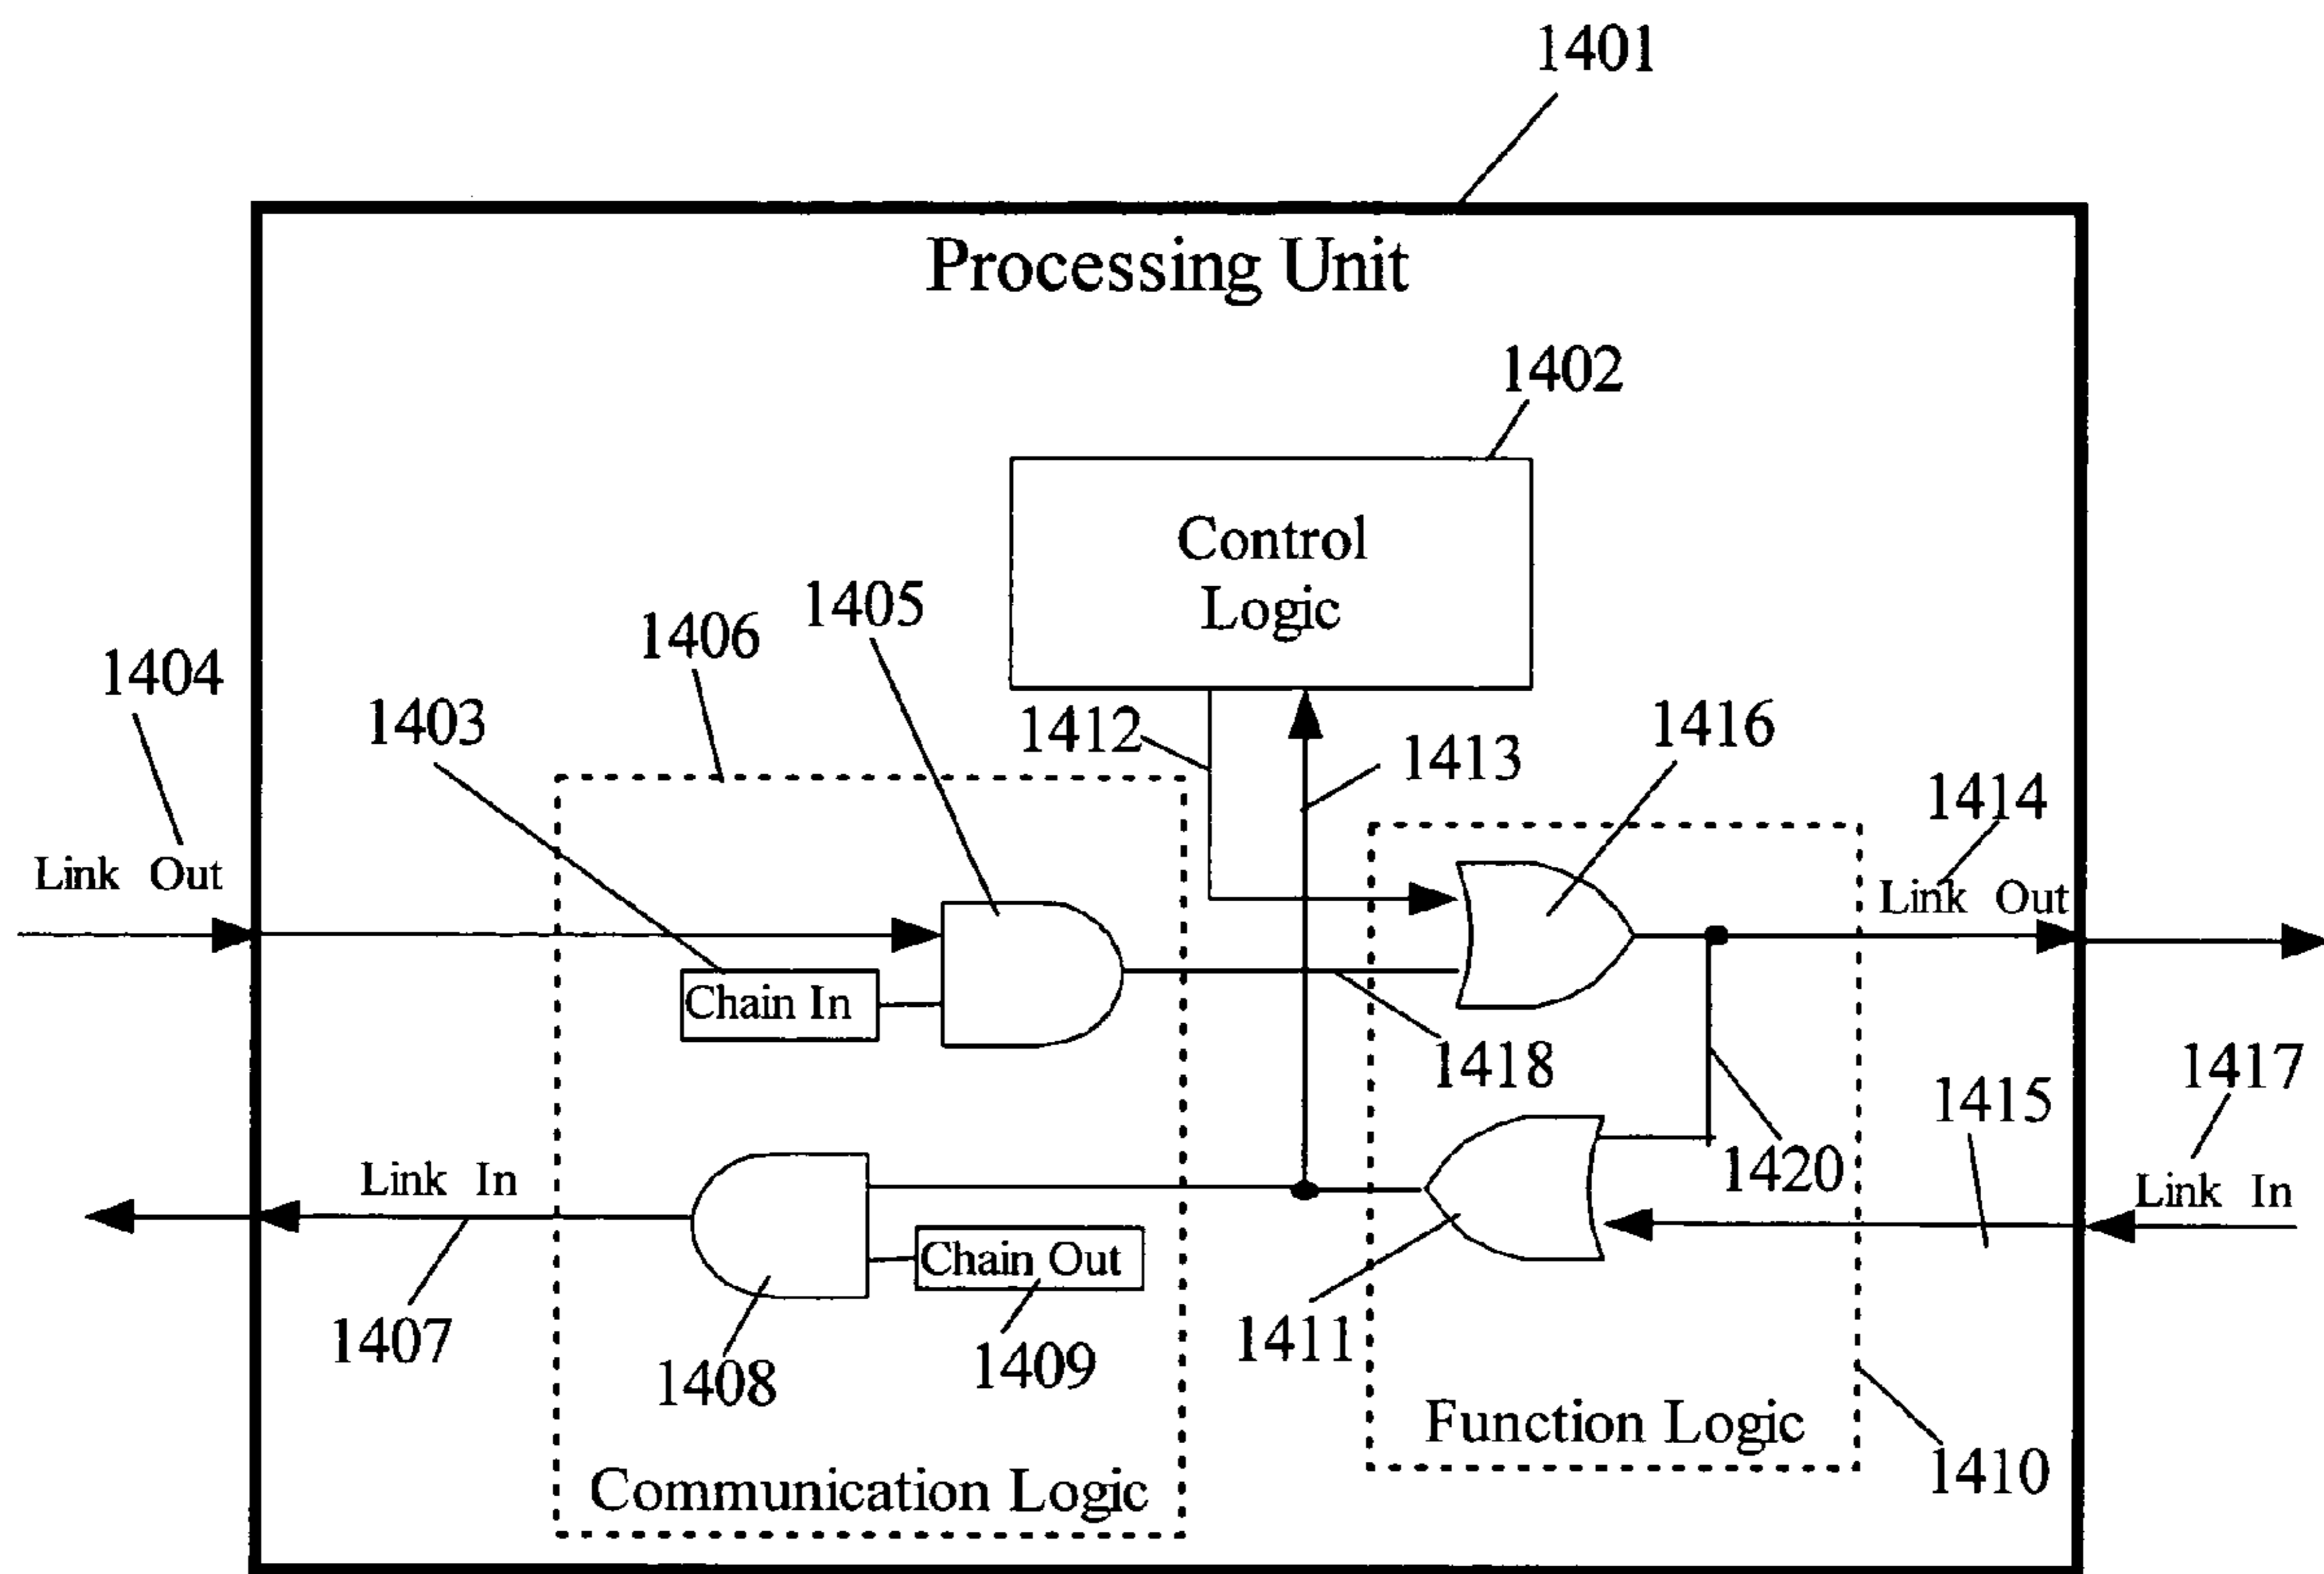 1401
Processing Unit
1402
Control
Logic
1405
1406
1404
1403
1412
1413
1416
1414
Link Out
Link Out
Chain In
1418
1417
1415
1420
Link In
Link In
Chain Out
1407
1408
1409
1411
Function Logic
1410
Communication Logic